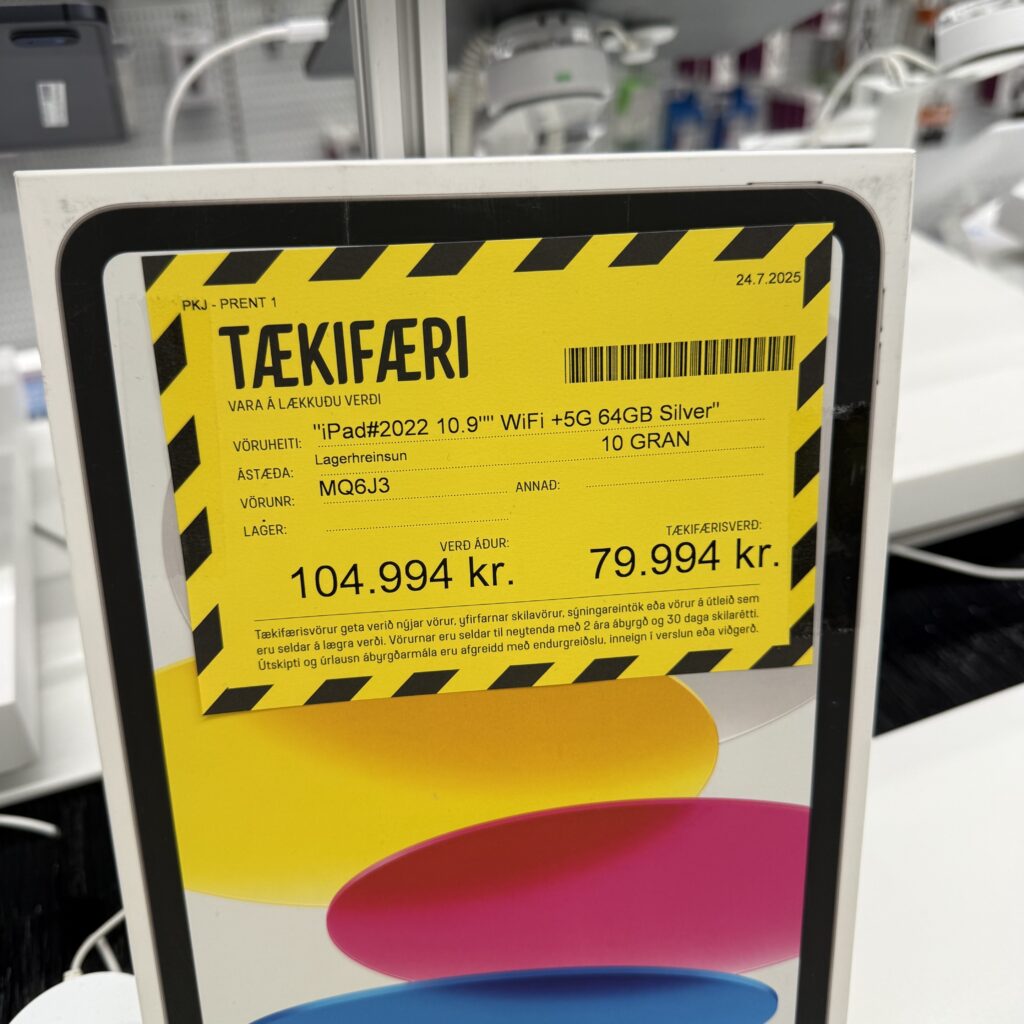 PKJ - PRENT 1
24.7.2025
TÆKIFÆRI
VARA Á LÆKKUÐU VERÐI
VÖRUHEITI: "iPad#2022 10.9"" WiFi +5G 64GB Silver"
ÁSTÆÐA: Lagerhreinsun 10 GRAN
VÖRUNR: MQ6J3 ANNAÐ:
LAGER:
VERÐ ÁÐUR: TÆKIFÆRISVERÐ:
104.994 kr. 79.994 kr.
Tækifærisvörur geta verið nýjar vörur, yfirfarnar skilavörur, sýningareintök eða vörur á útleið sem
eru seldar á lægra verði. Vörurnar eru seldar til neytenda með 2 ára ábyrgð og 30 daga skilarétti.
Útskipti og úrlausn ábyrgðarmála eru afgreidd með endurgreiðslu, inneign í verslun eða viðgerð.